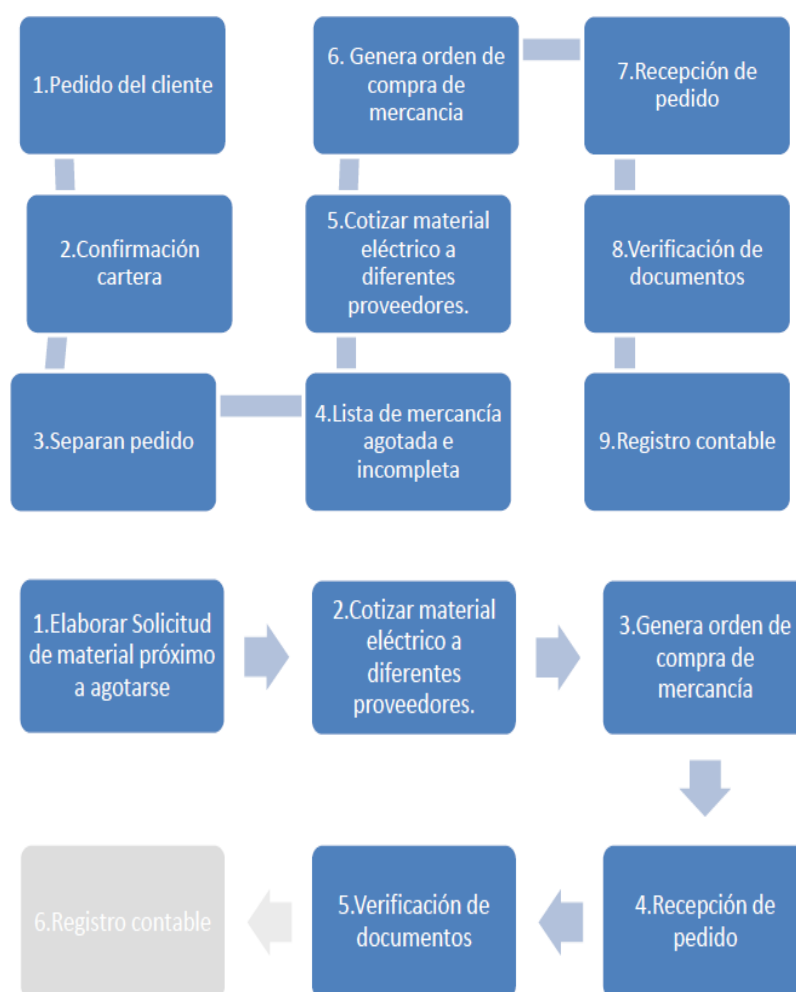 1.Pedido del cliente
2.Confirmación
cartera
3.Separan pedido
4.Lista de mercancía
agotada e
incompleta
5.Cotizar material
eléctrico a
diferentes
proveedores.
6. Genera orden de
compra de
mercancia
7.Recepción de
pedido
8.Verificación de
documentos
9.Registro contable
1.Elaborar Solicitud
de material próximo
a agotarse
2.Cotizar material
eléctrico a
diferentes
proveedores.
3.Genera orden de
compra de
mercancía
4.Recepción de
pedido
5.Verificación de
documentos
6.Registro contable